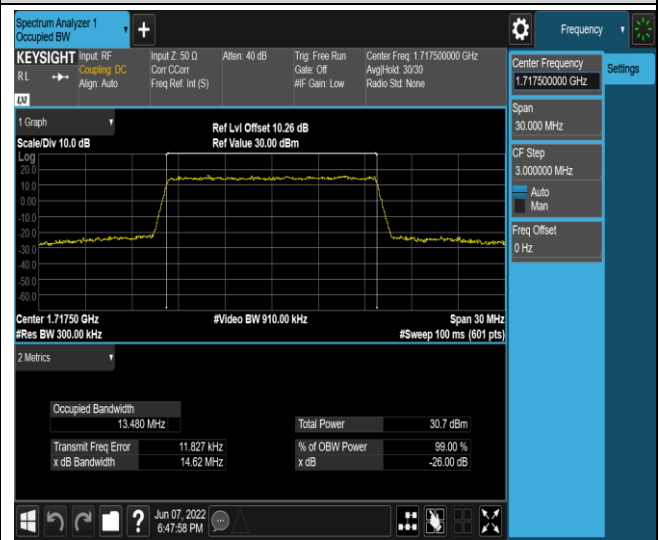 Spectrum Analyzer 1
Occupied BW
+
Frequency
KEYSIGHT
RL
LXI
Input: RF
Coupling: DC
Align: Auto
Input Z: 50 Ω
Corr CCorr
Freq Ref: Int (S)
Atten: 40 dB
Trig: Free Run
Gate: Off
#IF Gain: Low
Center Freq: 1.717500000 GHz
Avg|Hold: 30/30
Radio Std: None
Center Frequency
1.717500000 GHz
Settings
Span
30.000 MHz
CF Step
3.000000 MHz
Auto
Man
Freq Offset
0 Hz
1 Graph
Scale/Div 10.0 dB
Ref Lvl Offset 10.26 dB
Ref Value 30.00 dBm
Log
20.0
10.0
0.00
-10.0
-20.0
-30.0
-40.0
-50.0
-60.0
Center 1.71750 GHz
#Res BW 300.00 kHz
#Video BW 910.00 kHz
Span 30 MHz
#Sweep 100 ms (601 pts)
2 Metrics
Occupied Bandwidth
13.480 MHz
Total Power 30.7 dBm
Transmit Freq Error 11.827 kHz
% of OBW Power 99.00 %
x dB Bandwidth 14.62 MHz
x dB -26.00 dB
?
Jun 07, 2022
6:47:58 PM